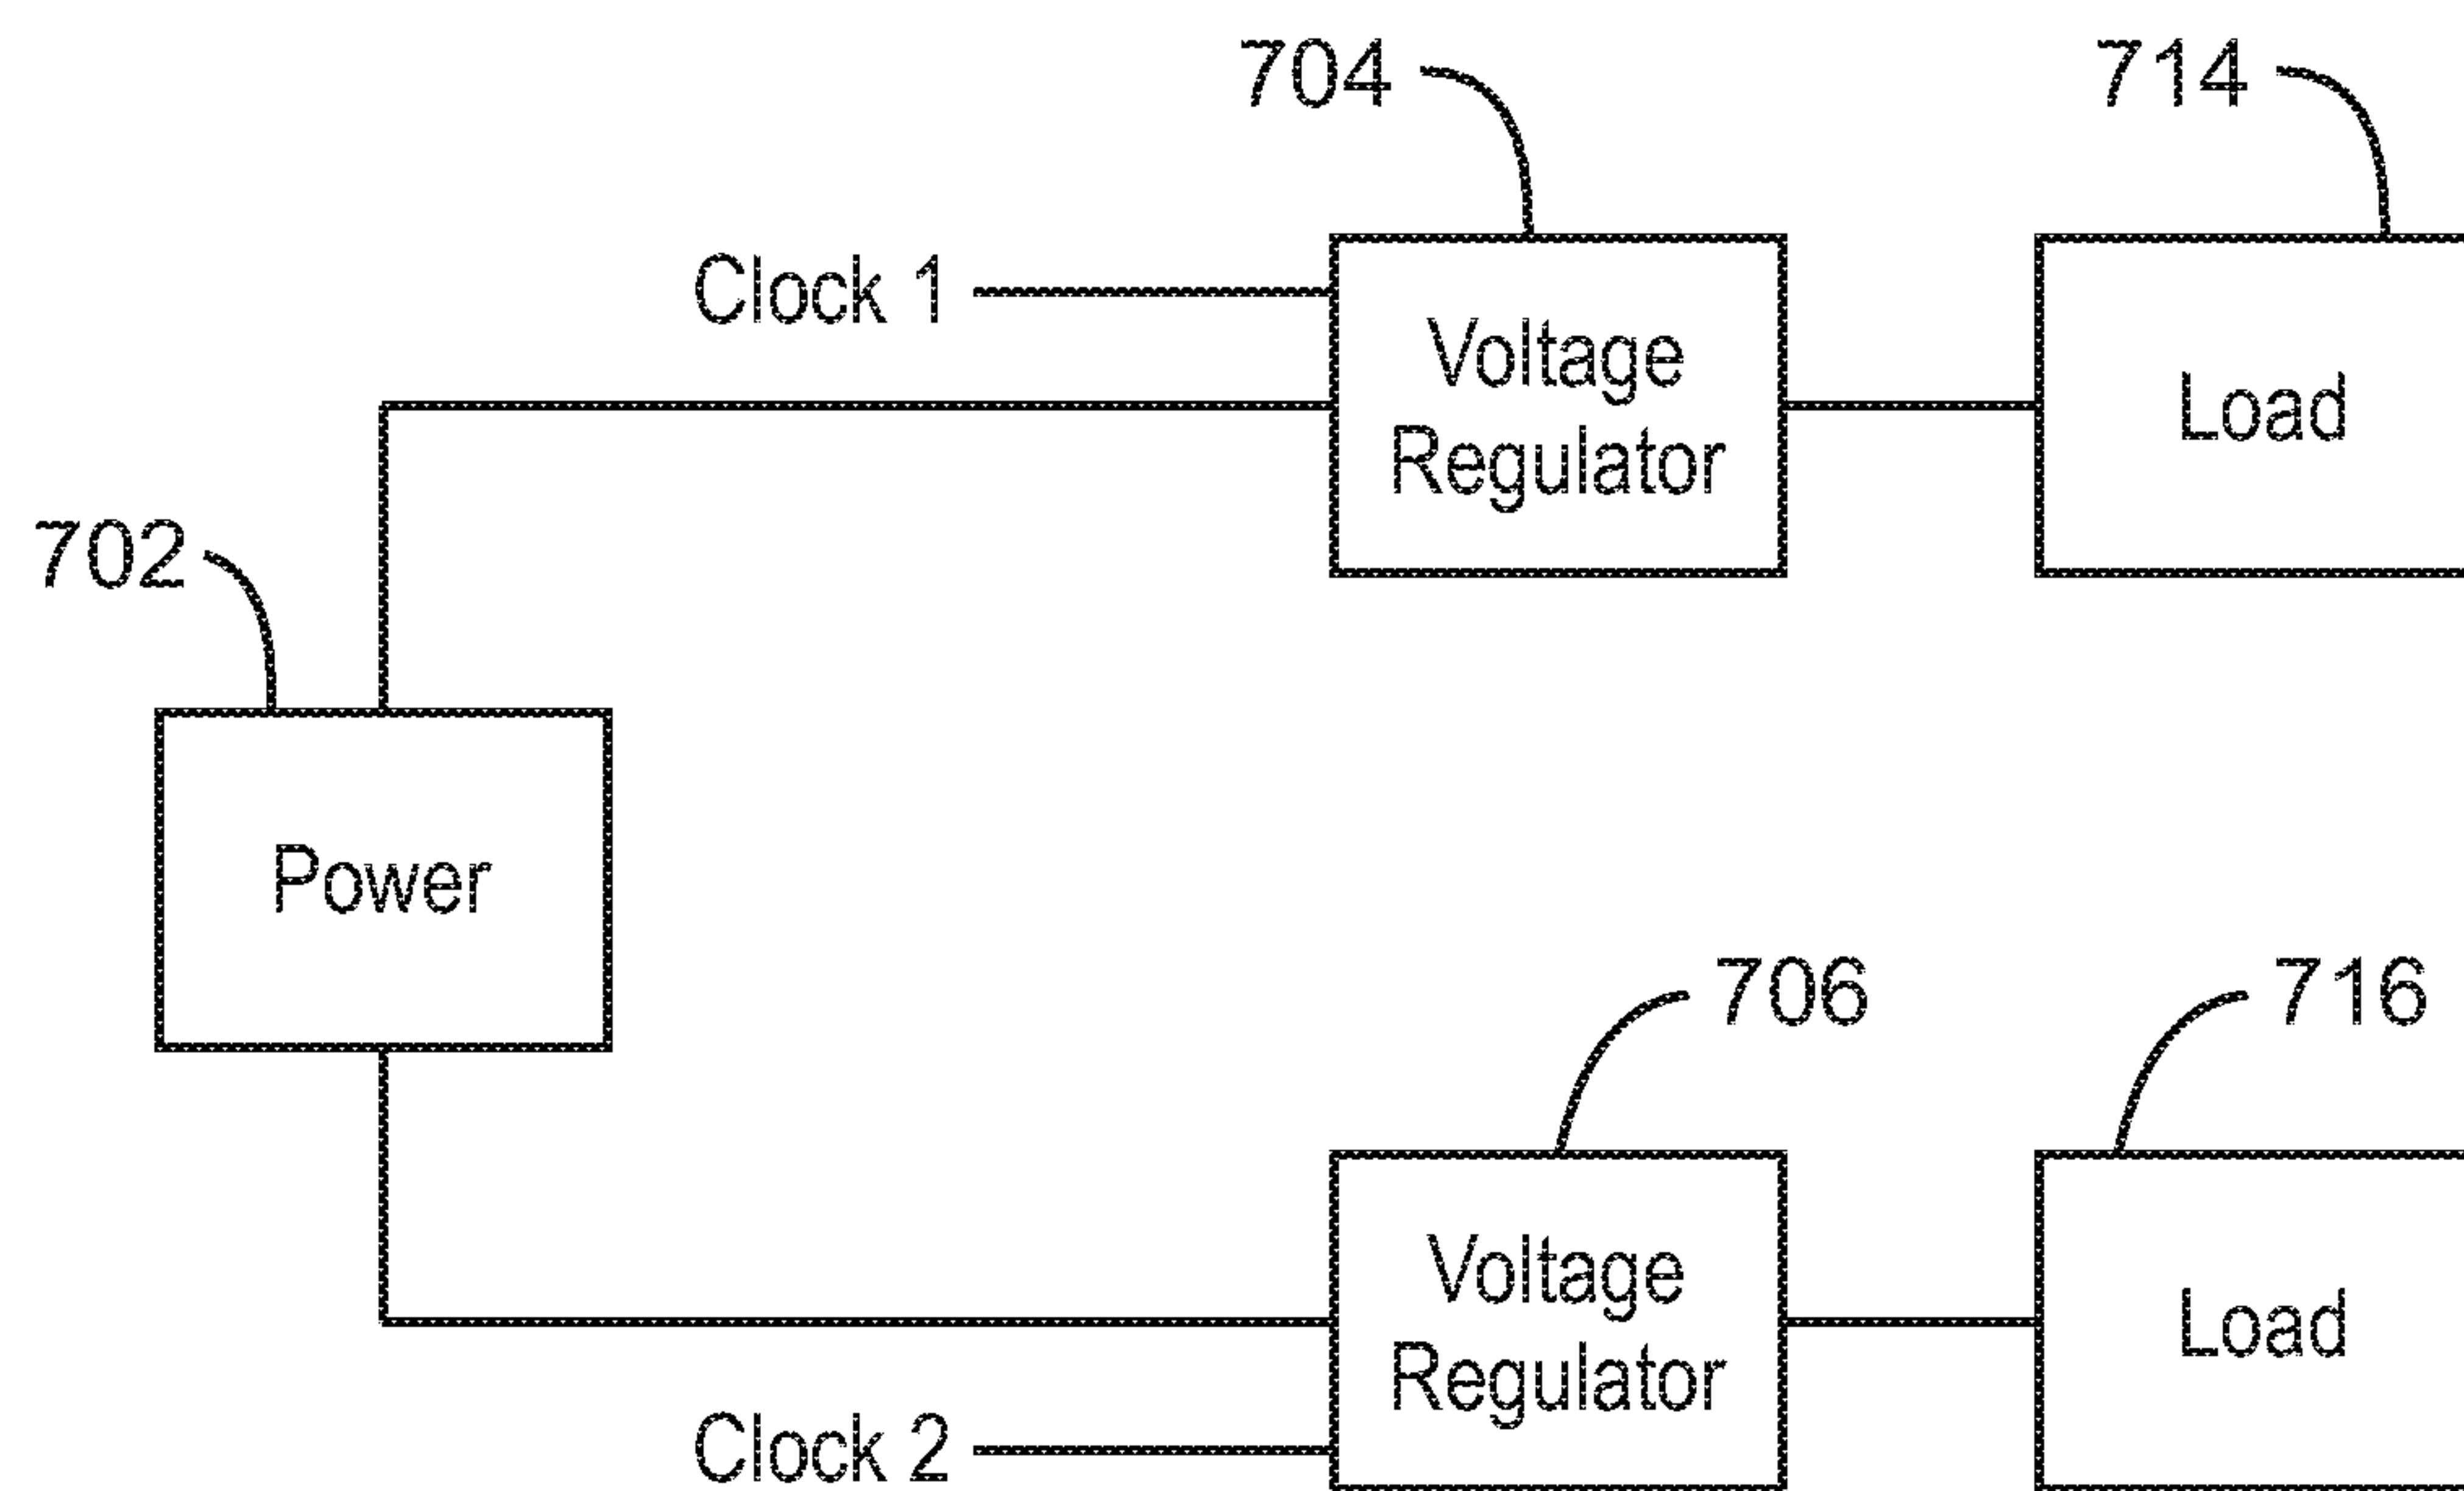 704
714
Clock 1
Voltage
Regulator
Load
702
Power
706
716
Voltage
Regulator
Load
Clock 2